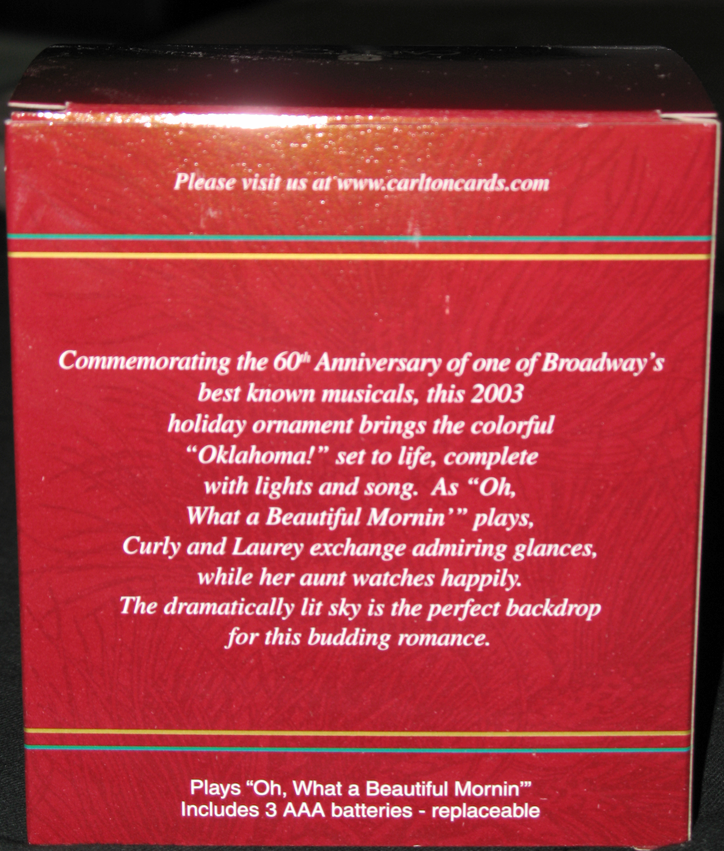 Please visit us at www.carltoncards.com
Commemorating the 60th Anniversary of one of Broadway's
best known musicals, this 2003
holiday ornament brings the colorful
“Oklahoma!” set to life, complete
with lights and song. As “Oh,
What a Beautiful Mornin'” plays,
Curly and Laurey exchange admiring glances,
while her aunt watches happily.
The dramatically lit sky is the perfect backdrop
for this budding romance.
Plays “Oh, What a Beautiful Mornin'”
Includes 3 AAA batteries - replaceable